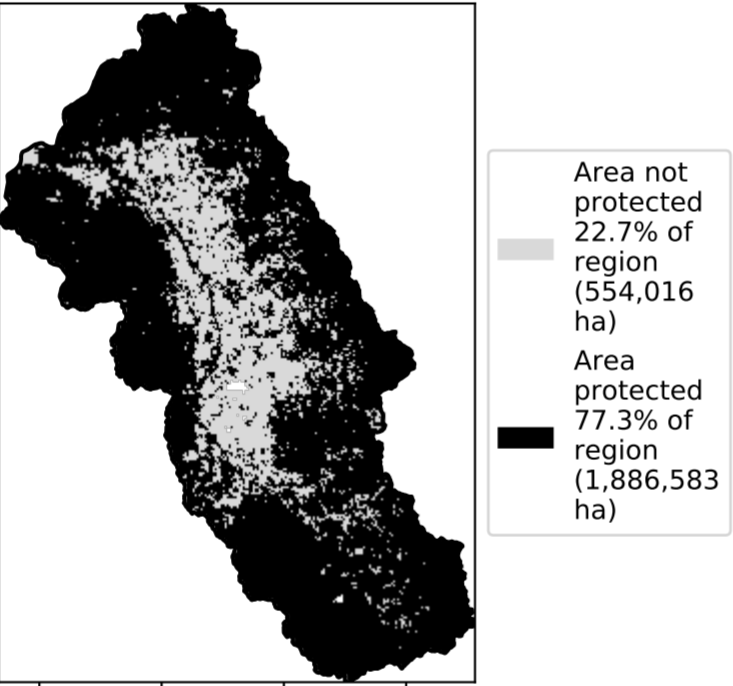 Area not
protected
22.7% of
region
(554,016
ha)
Area
protected
77.3% of
region
(1,886,583
ha)